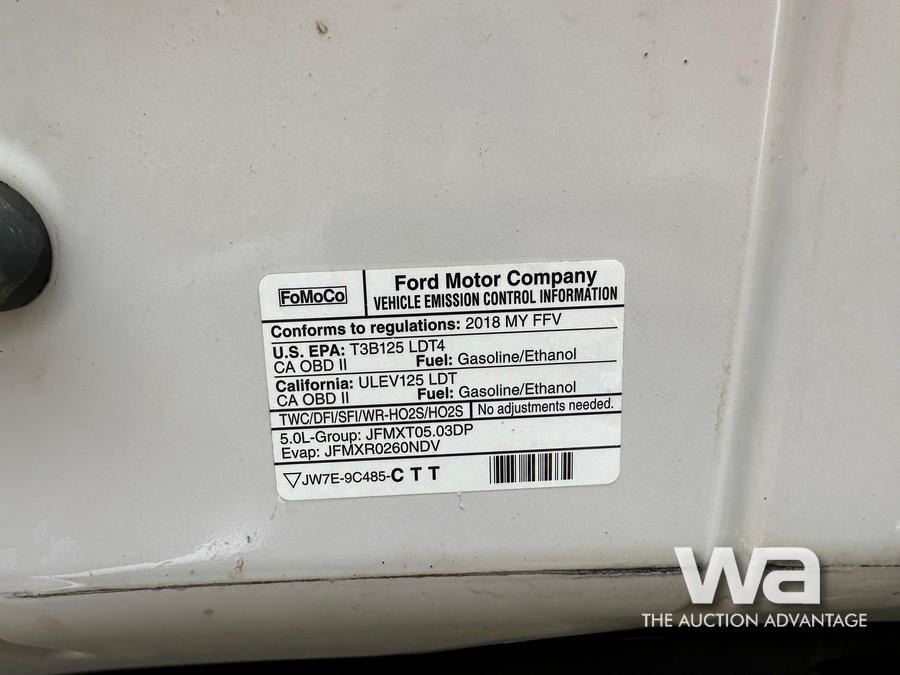 FoMoCo
Ford Motor Company
VEHICLE EMISSION CONTROL INFORMATION
Conforms to regulations: 2018 MY FFV
U.S. EPA: T3B125 LDT4
CA OBD II Fuel: Gasoline/Ethanol
California: ULEV125 LDT
CA OBD II Fuel: Gasoline/Ethanol
TWC/DFI/SFI/WR-HO2S/HO2S No adjustments needed.
5.0L-Group: JFMXT05.03DP
Evap: JFMXR0260NDV
JW7E-9C485-CTT
wa
THE AUCTION ADVANTAGE